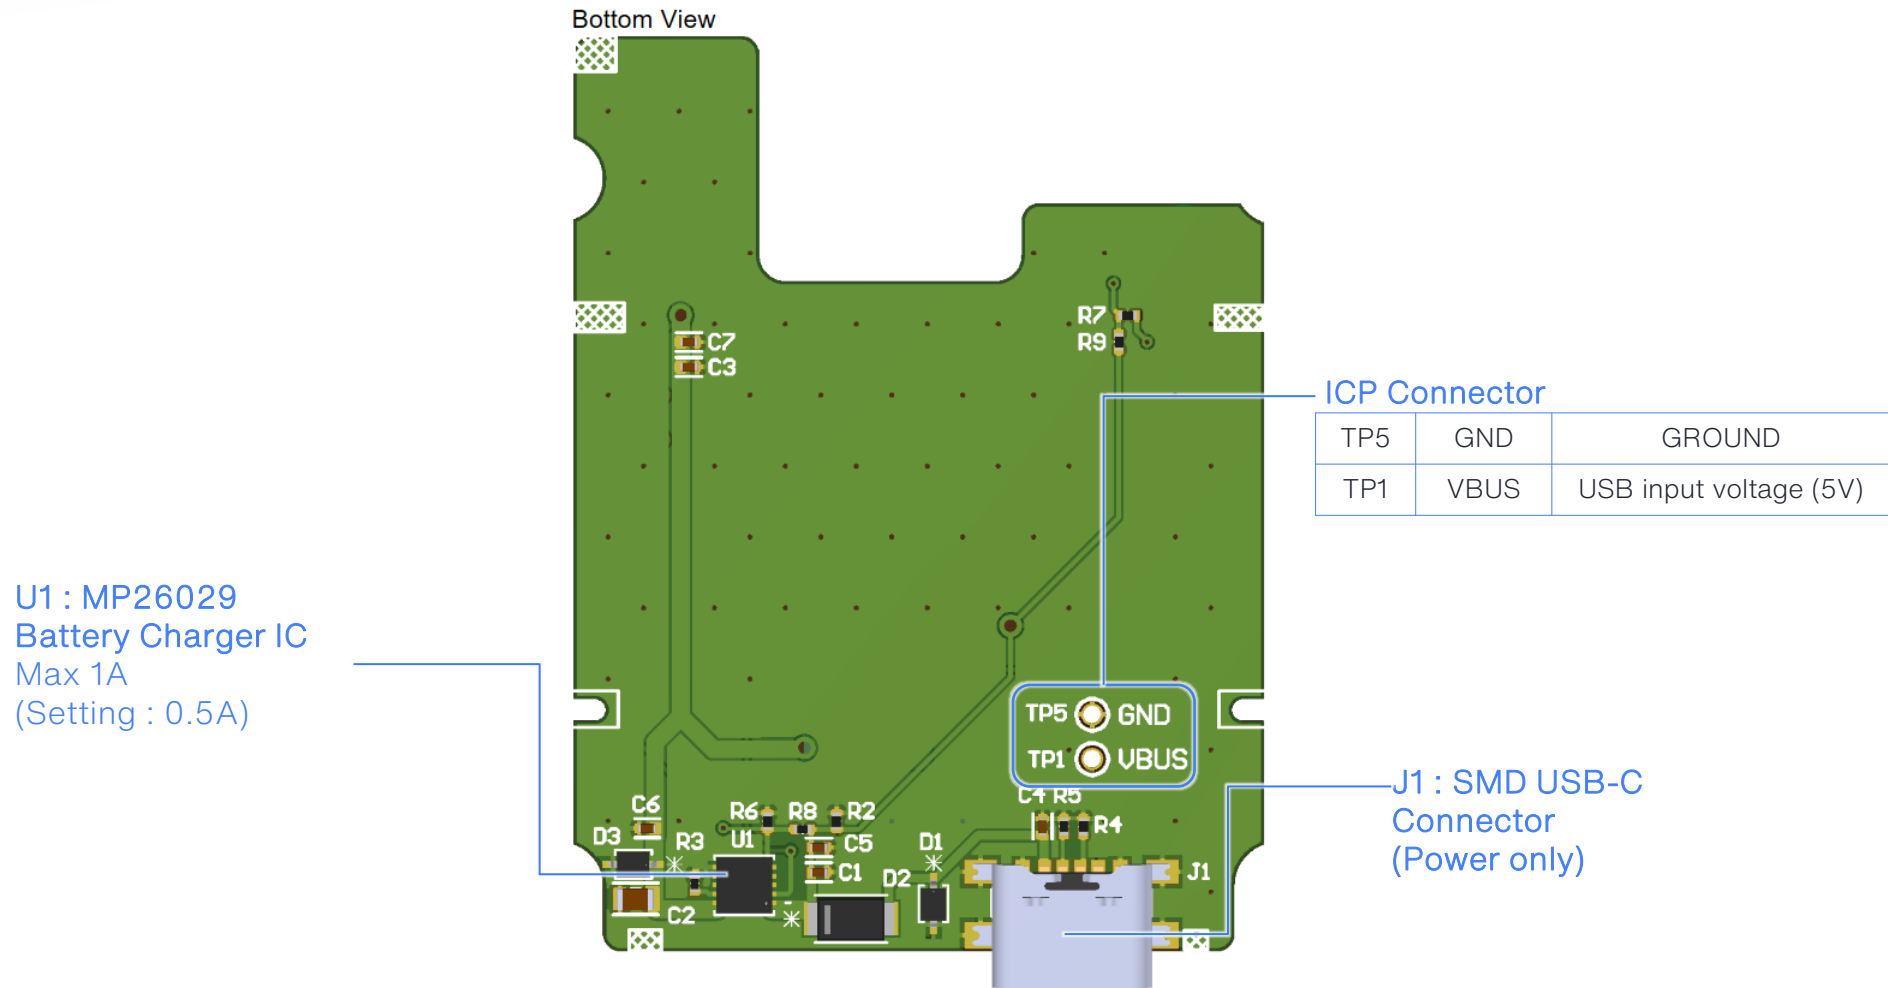 Bottom View
C7
C3
R7
R9
ICP Connector
TP5 GND GROUND
TP1 VBUS USB input voltage (5V)
U1 : MP26029
Battery Charger IC
Max 1A
(Setting : 0.5A)
TP5 GND
TP1 VBUS
J1 : SMD USB-C
Connector
(Power only)
C4 R5
R4
C6
R6 R8 R2
D3
R3
U1
C5
D1
C1
D2
J1
C2